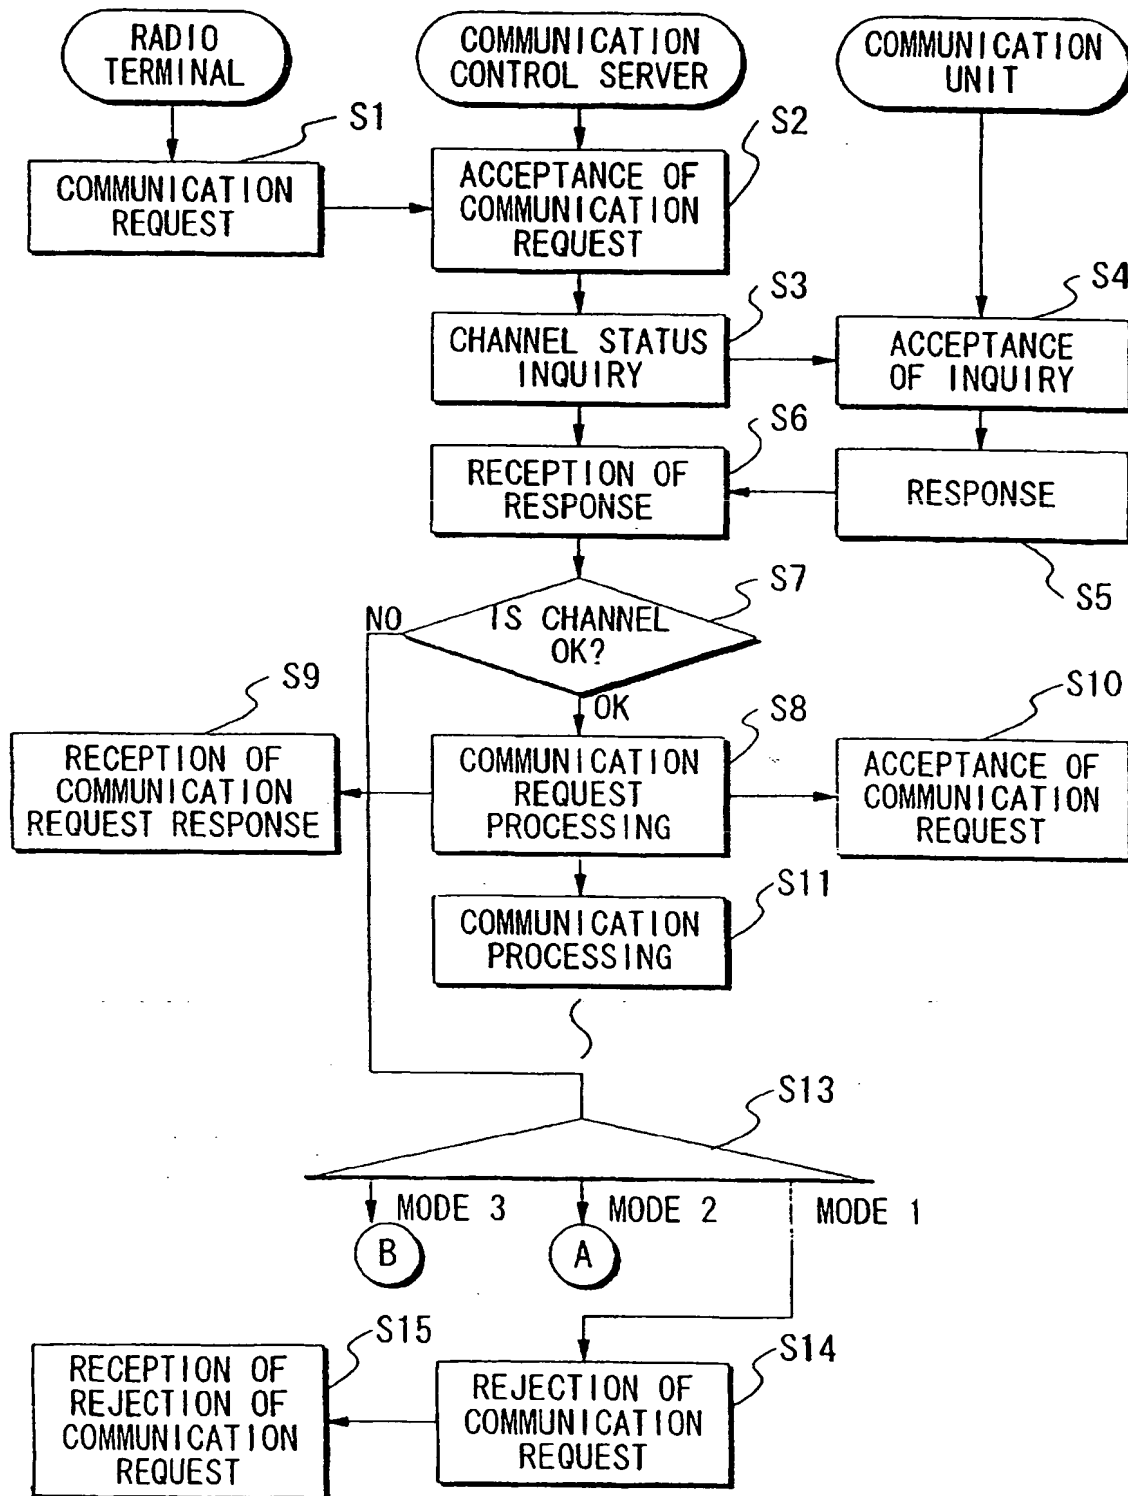 RADIO
TERMINAL
COMMUNICATION
CONTROL SERVER
COMMUNICATION
UNIT
S1
COMMUNICATION
REQUEST
S2
ACCEPTANCE OF
COMMUNICATION
REQUEST
S3
CHANNEL STATUS
INQUIRY
S4
ACCEPTANCE
OF INQUIRY
S6
RECEPTION OF
RESPONSE
RESPONSE
S5
S7
IS CHANNEL
OK?
NO
OK
S9
RECEPTION OF
COMMUNICATION
REQUEST RESPONSE
S8
COMMUNICATION
REQUEST
PROCESSING
S10
ACCEPTANCE OF
COMMUNICATION
REQUEST
S11
COMMUNICATION
PROCESSING
S13
MODE 3
MODE 2
MODE 1
B
A
S15
RECEPTION OF
REJECTION OF
COMMUNICATION
REQUEST
S14
REJECTION OF
COMMUNICATION
REQUEST